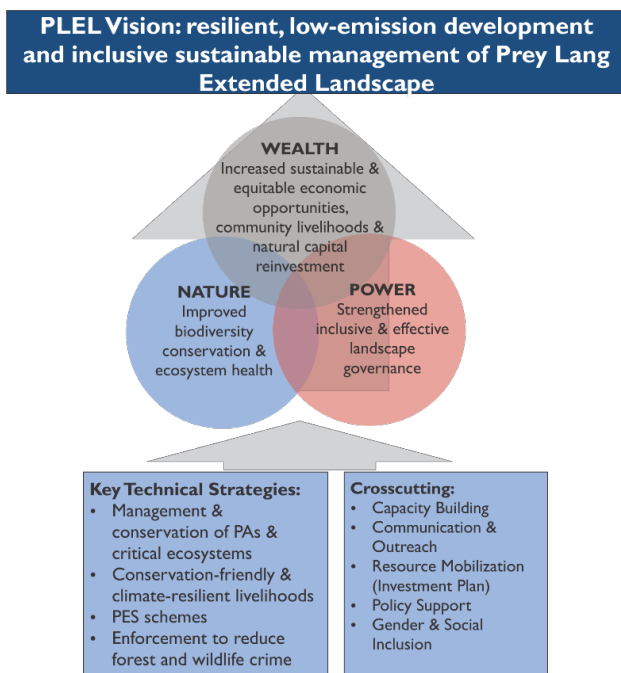 PLEL Vision: resilient, low-emission development
and inclusive sustainable management of Prey Lang
Extended Landscape
WEALTH
Increased sustainable &
equitable economic
opportunities,
community livelihoods &
natural capital
reinvestment
NATURE
Improved
biodiversity
conservation &
ecosystem health
POWER
Strengthened
inclusive & effective
landscape
governance
Key Technical Strategies:
• Management &
conservation of PAs &
critical ecosystems
• Conservation-friendly &
climate-resilient livelihoods
• PES schemes
• Enforcement to reduce
forest and wildlife crime
Crosscutting:
• Capacity Building
• Communication &
Outreach
• Resource Mobilization
(Investment Plan)
• Policy Support
• Gender & Social
Inclusion